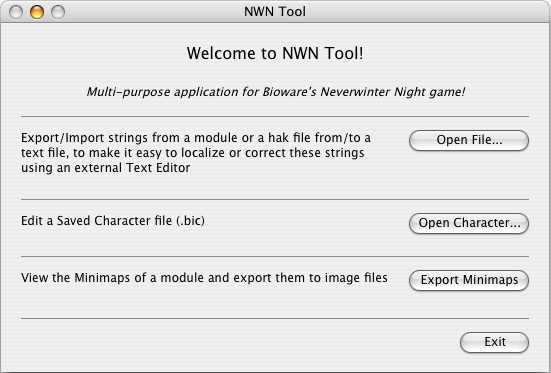 NWN Tool
Welcome to NWN Tool!
Multi-purpose application for Bioware's Neverwinter Night game!
Export/Import strings from a module or a hak file from/to a
text file, to make it easy to localize or correct these strings
using an external Text Editor
Open File...
Edit a Saved Character file (.bic)
Open Character...
View the Minimaps of a module and export them to image files
Export Minimaps
Exit